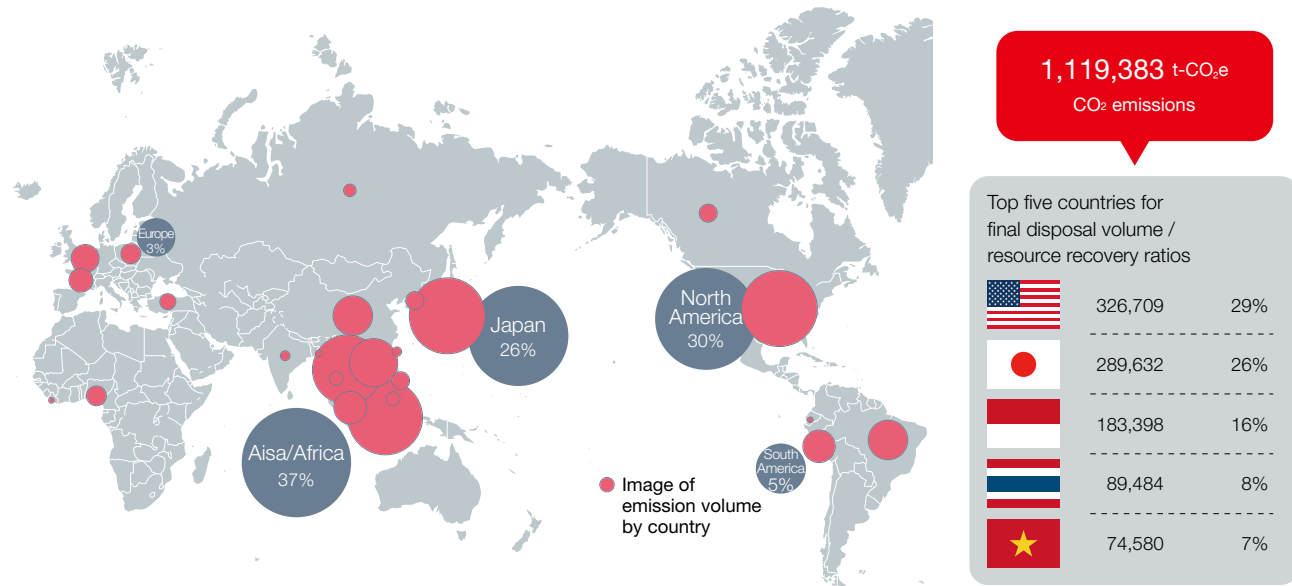 Europe
3%
Japan
26%
Aisa/Africa
37%
North
America
30%
South
America
5%
Image of
emission volume
by country
1,119,383 t-CO₂e
CO₂ emissions
Top five countries for
final disposal volume /
resource recovery ratios
326,709 29%
289,632 26%
183,398 16%
89,484 8%
74,580 7%